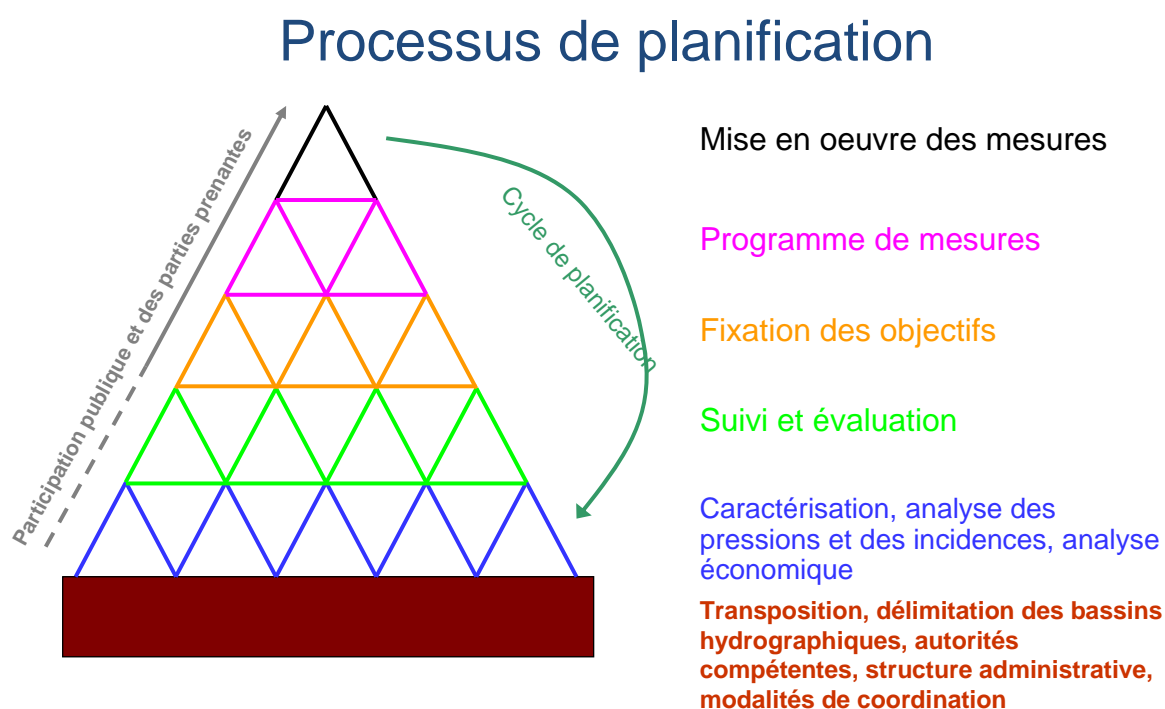 Processus de planification
Participation publique et des parties prenantes
Cycle de planification
Mise en oeuvre des mesures
Programme de mesures
Fixation des objectifs
Suivi et évaluation
Caractérisation, analyse des
pressions et des incidences, analyse
économique
Transposition, délimitation des bassins
hydrographiques, autorités
compétentes, structure administrative,
modalités de coordination